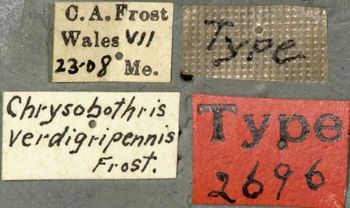 C.A. Frost
Wales VII
23-08 Me.
Type
Chrysobothris
verdigripennis
Frost.
Type
2696